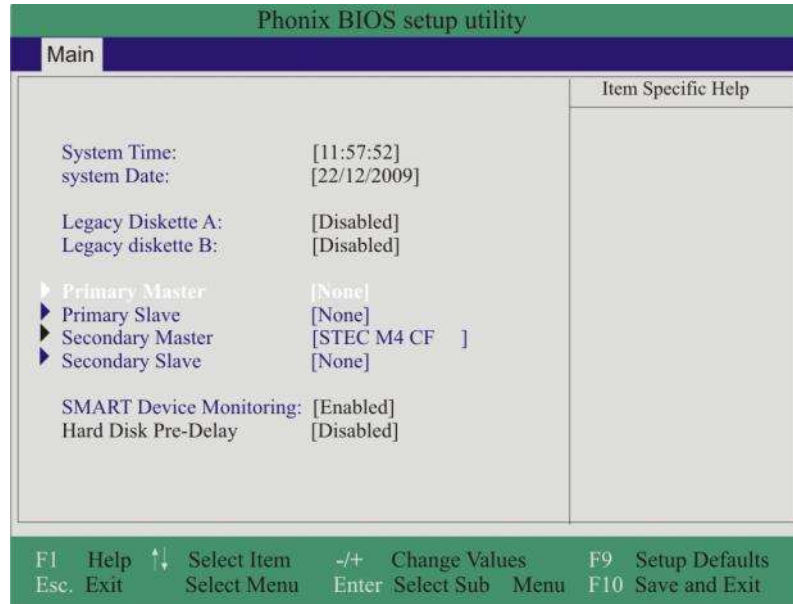 Phonix BIOS setup utility
Main
Item Specific Help
System Time: [11:57:52]
system Date: [22/12/2009]
Legacy Diskette A: [Disabled]
Legacy diskette B: [Disabled]
Primary Master [None]
Primary Slave [None]
Secondary Master [STEC M4 CF ]
Secondary Slave [None]
SMART Device Monitoring: [Enabled]
Hard Disk Pre-Delay [Disabled]
F1 Help ↑↓ Select Item -/+ Change Values F9 Setup Defaults
Esc. Exit Select Menu Enter Select Sub Menu F10 Save and Exit